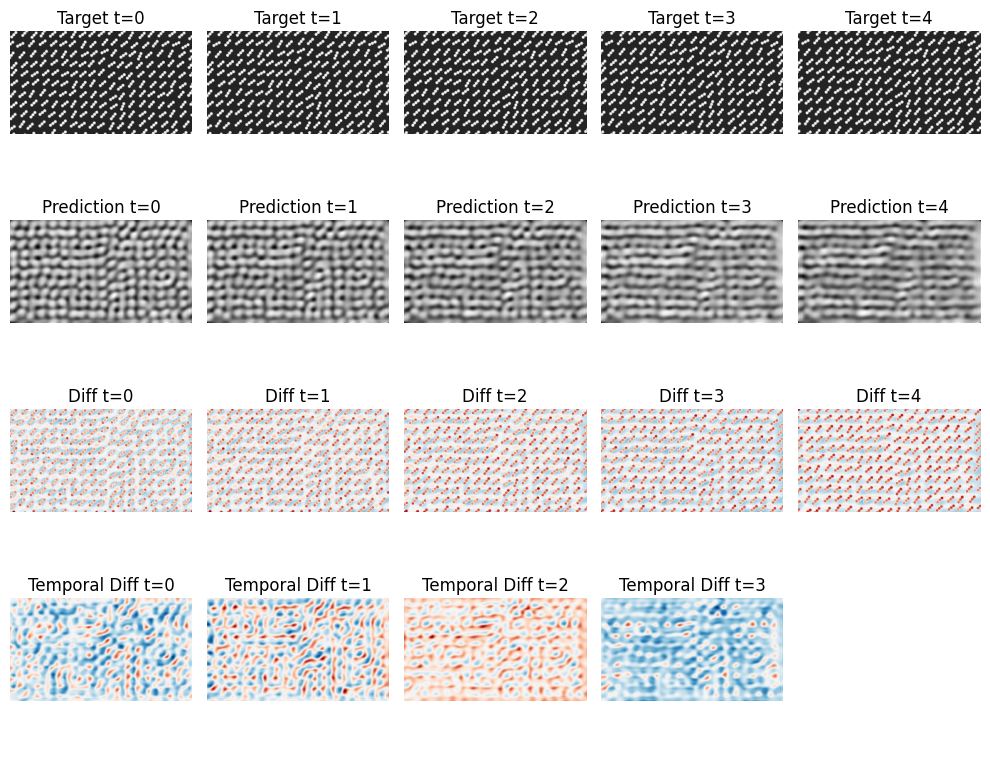 Target t=0 Target t=1 Target t=2 Target t=3 Target t=4
Prediction t=0 Prediction t=1 Prediction t=2 Prediction t=3 Prediction t=4
Diff t=0 Diff t=1 Diff t=2 Diff t=3 Diff t=4
Temporal Diff t=0 Temporal Diff t=1 Temporal Diff t=2 Temporal Diff t=3